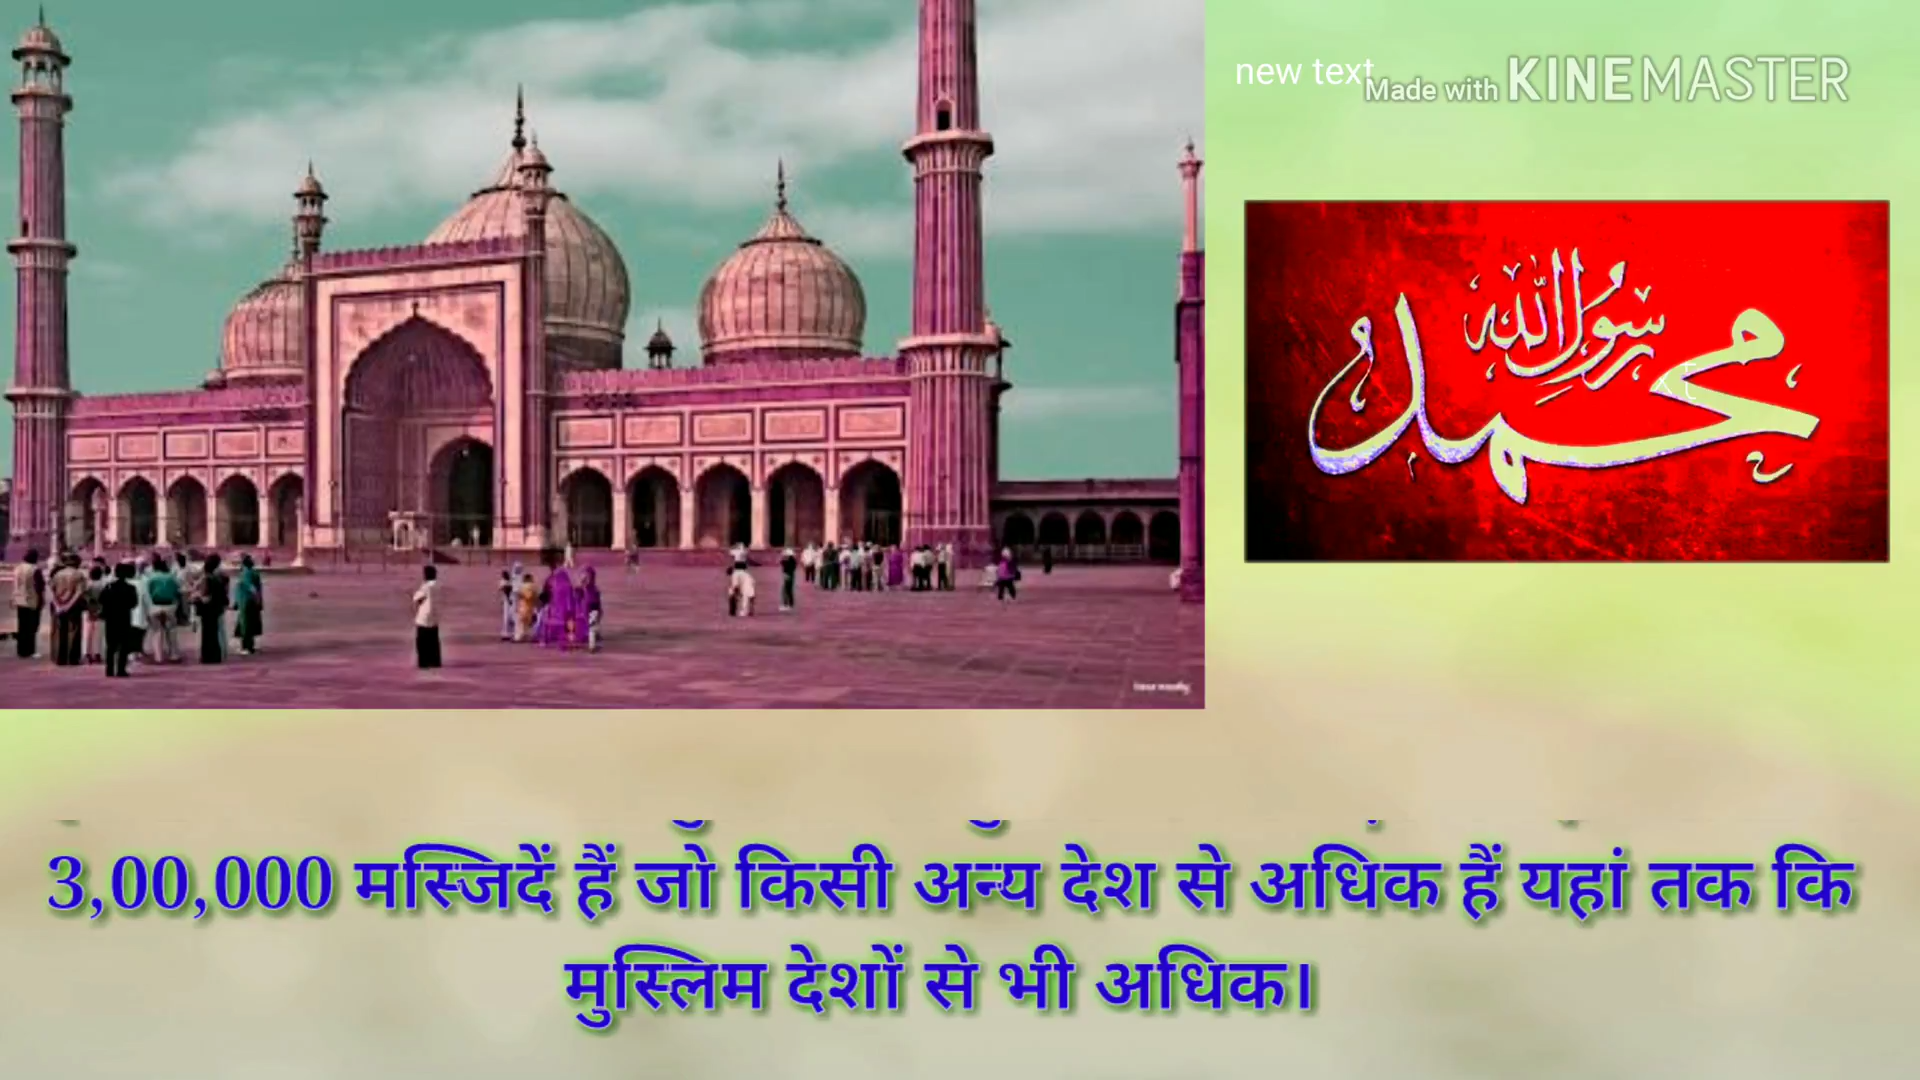 new text
Made with KINEMASTER
رسول الله
محمد
3,00,000 मस्जिदें हैं जो किसी अन्य देश से अधिक हैं यहां तक कि
मुस्लिम देशों से भी अधिक।